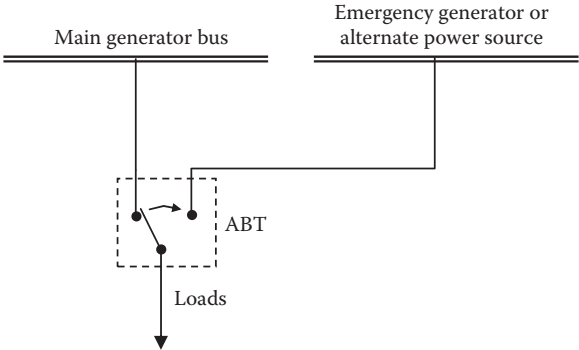 Main generator bus
Emergency generator or
alternate power source
ABT
Loads